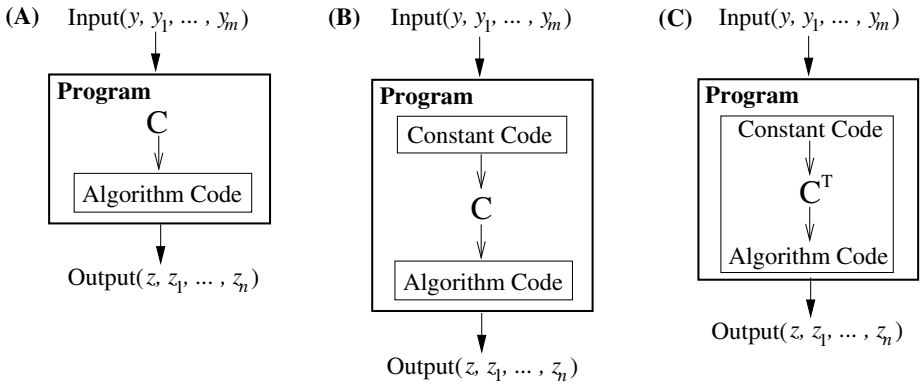 (A) Input(y, y1, ... , ym)
Program
C
Algorithm Code
Output(z, z1, ... , zn)
(B) Input(y, y1, ... , ym)
Program
Constant Code
C
Algorithm Code
Output(z, z1, ... , zn)
(C) Input(y, y1, ... , ym)
Program
Constant Code
C^T
Algorithm Code
Output(z, z1, ... , zn)